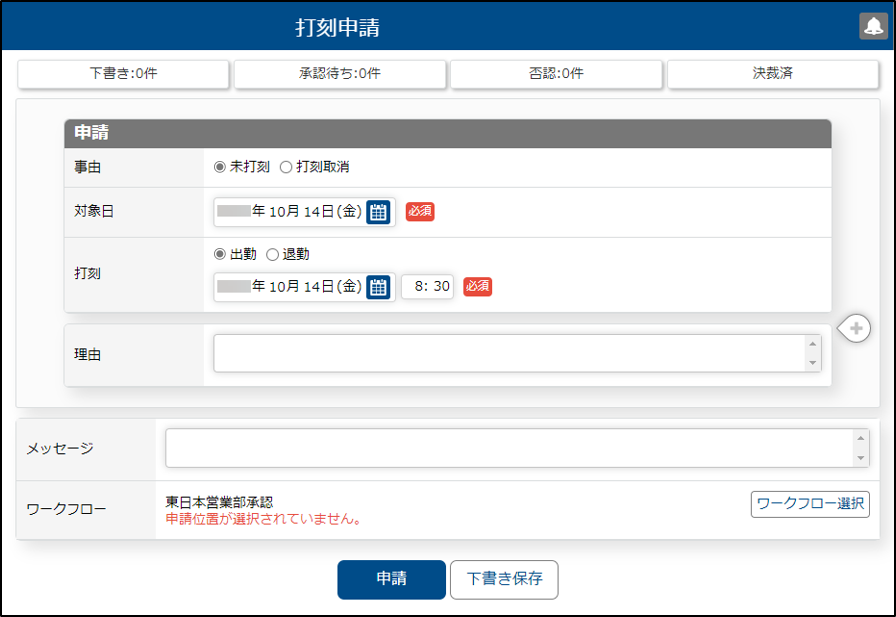 打刻申請
下書き:0件 承認待ち:0件 否認:0件 決裁済
申請
事由 未打刻 打刻取消
対象日 年 10月 14日(金) 必須
打刻 出勤 退勤
年 10月 14日(金) 8: 30 必須
理由
メッセージ
ワークフロー 東日本営業部承認 ワークフロー選択
申請位置が選択されていません。
申請 下書き保存